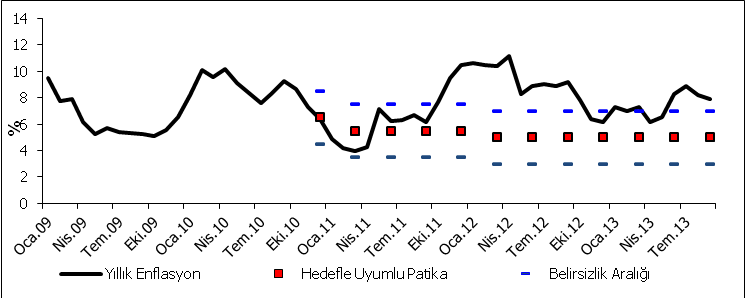 14
12
10
8
6
4
2
0
%
Oca.09
Nis.09
Tem.09
Eki.09
Oca.10
Nis.10
Tem.10
Eki.10
Oca.11
Nis.11
Tem.11
Eki.11
Oca.12
Nis.12
Tem.12
Eki.12
Oca.13
Nis.13
Tem.13
Yıllık Enflasyon
Hedefle Uyumlu Patika
Belirsizlik Aralığı